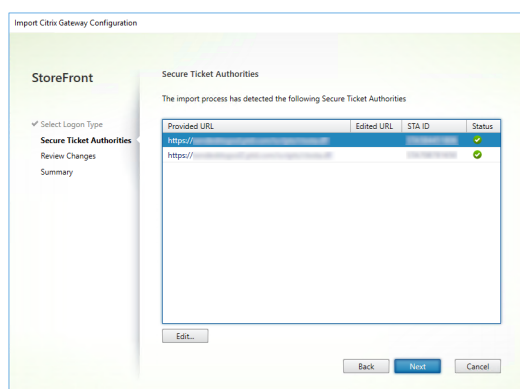 Import Citrix Gateway Configuration
StoreFront
Select Logon Type
Secure Ticket Authorities
Review Changes
Summary
Secure Ticket Authorities
The import process has detected the following Secure Ticket Authorities
Provided URL Edited URL STA ID Status
https://
https://
Edit...
Back Next Cancel